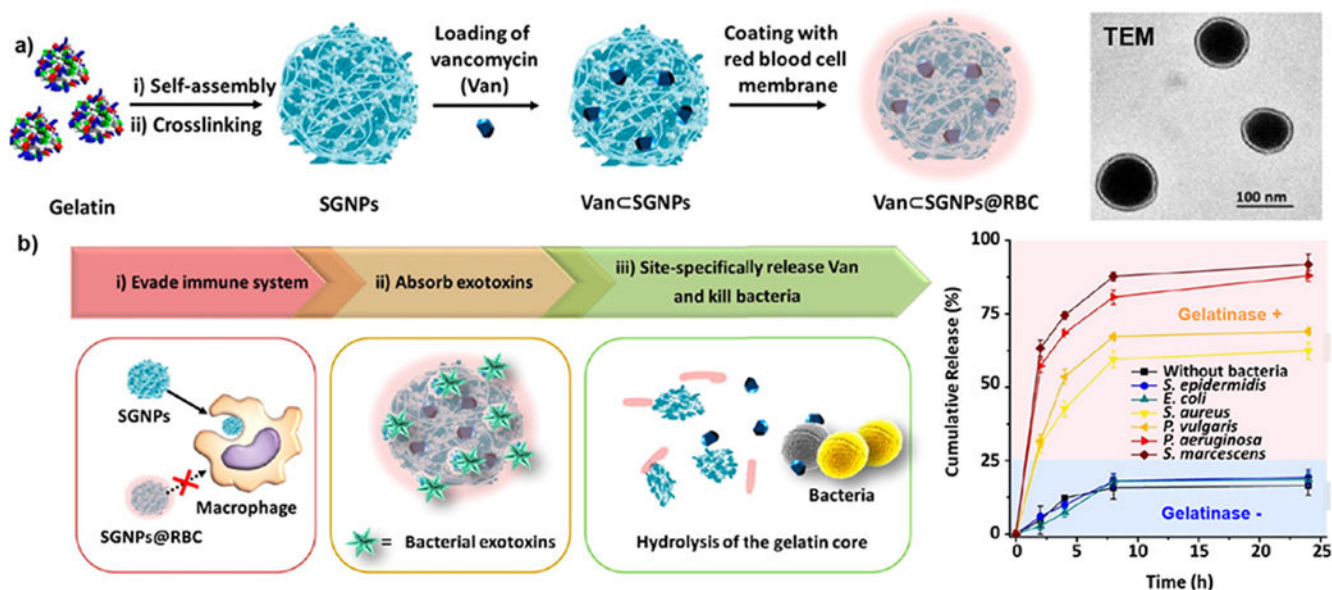 a)
Gelatin
i) Self-assembly
ii) Crosslinking
SGNPs
Loading of
vancomycin
(Van)
Van⊂SGNPs
Coating with
red blood cell
membrane
Van⊂SGNPs@RBC
TEM
100 nm
b)
i) Evade immune system
ii) Absorb exotoxins
iii) Site-specifically release Van
and kill bacteria
SGNPs
SGNPs@RBC
Macrophage
= Bacterial exotoxins
Bacteria
Hydrolysis of the gelatin core
Cumulative Release (%)
100
75
50
25
0
Gelatinase +
Without bacteria
S. epidermidis
E. coli
S. aureus
P. vulgaris
P. aeruginosa
S. marcescens
Gelatinase -
0 5 10 15 20 25
Time (h)